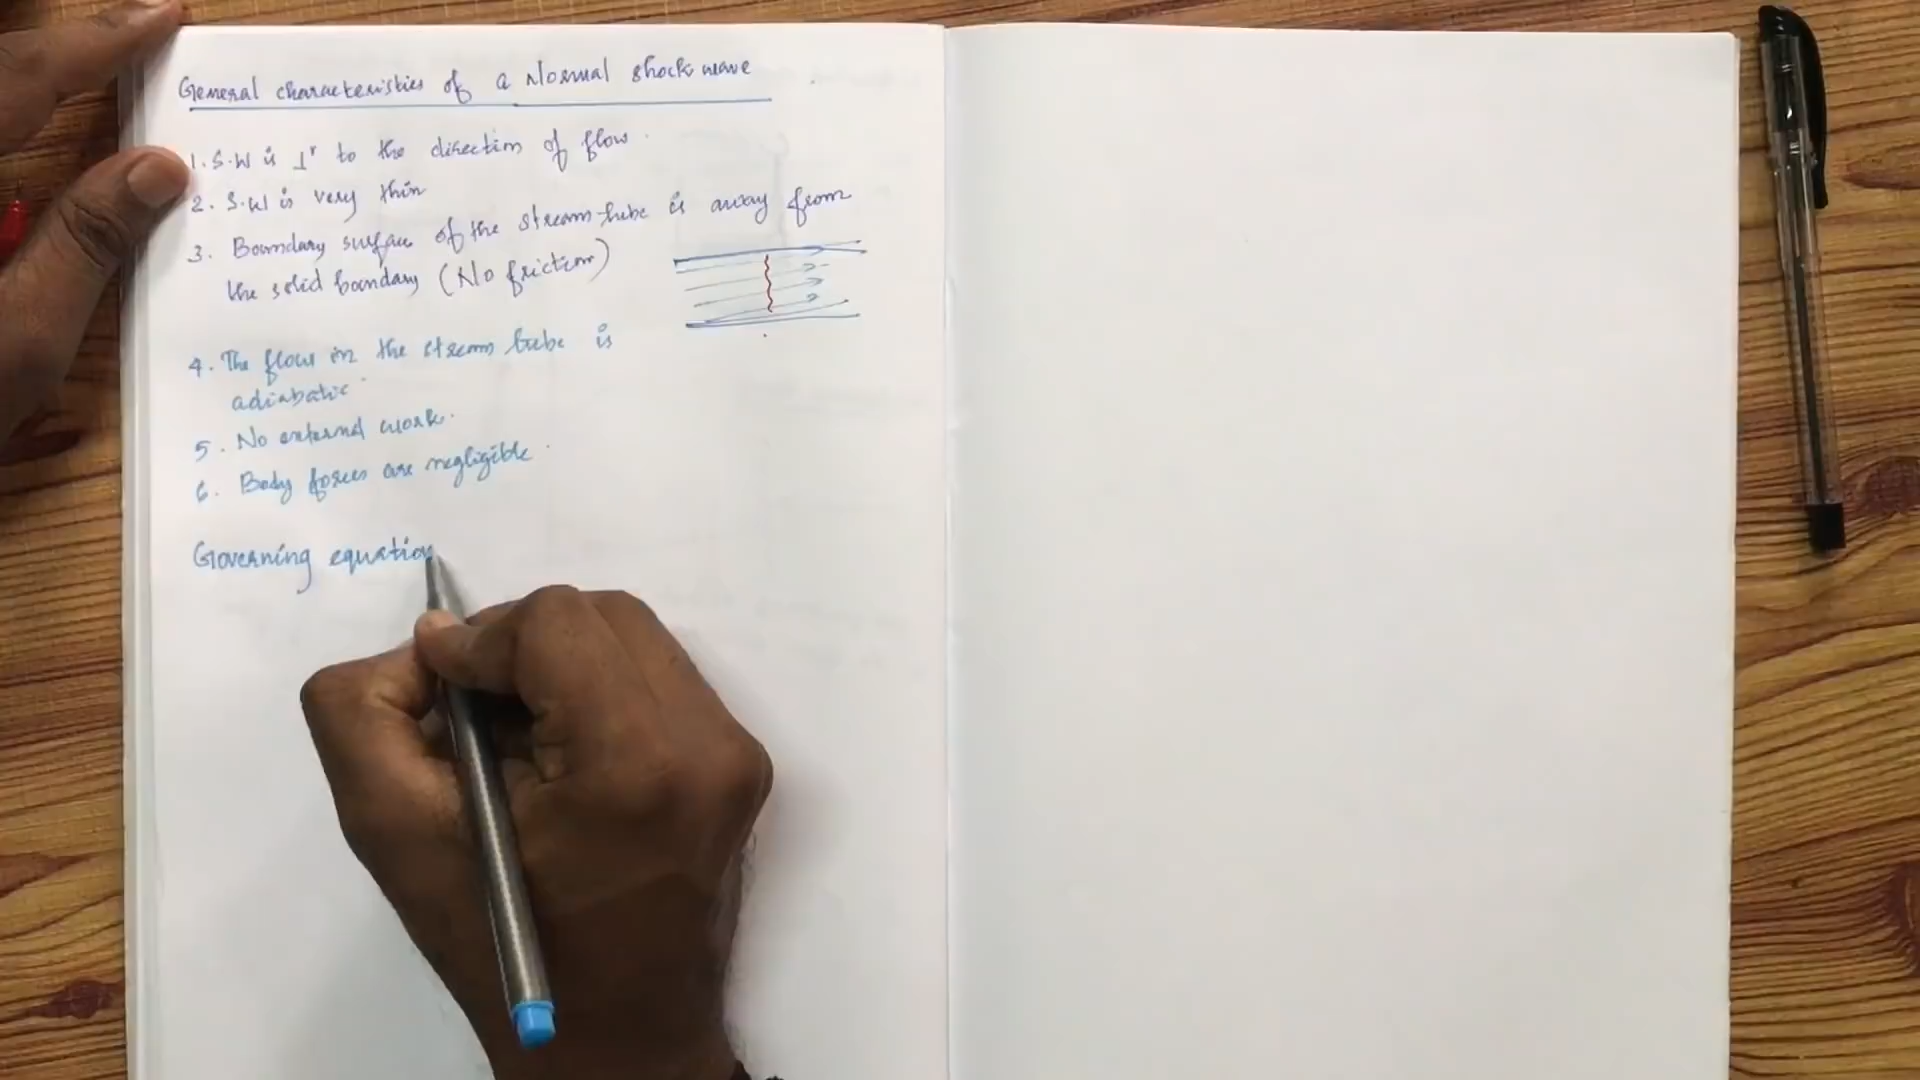 General characteristics of a Normal shock wave
1. S.W is ⊥r to the direction of flow.
2. S.W is very thin
3. Boundary surface of the stream-tube is away from
the solid boundary (No friction)
4. The flow in the stream tube is
adiabatic
5. No external work.
6. Body forces are negligible.
Governing equation